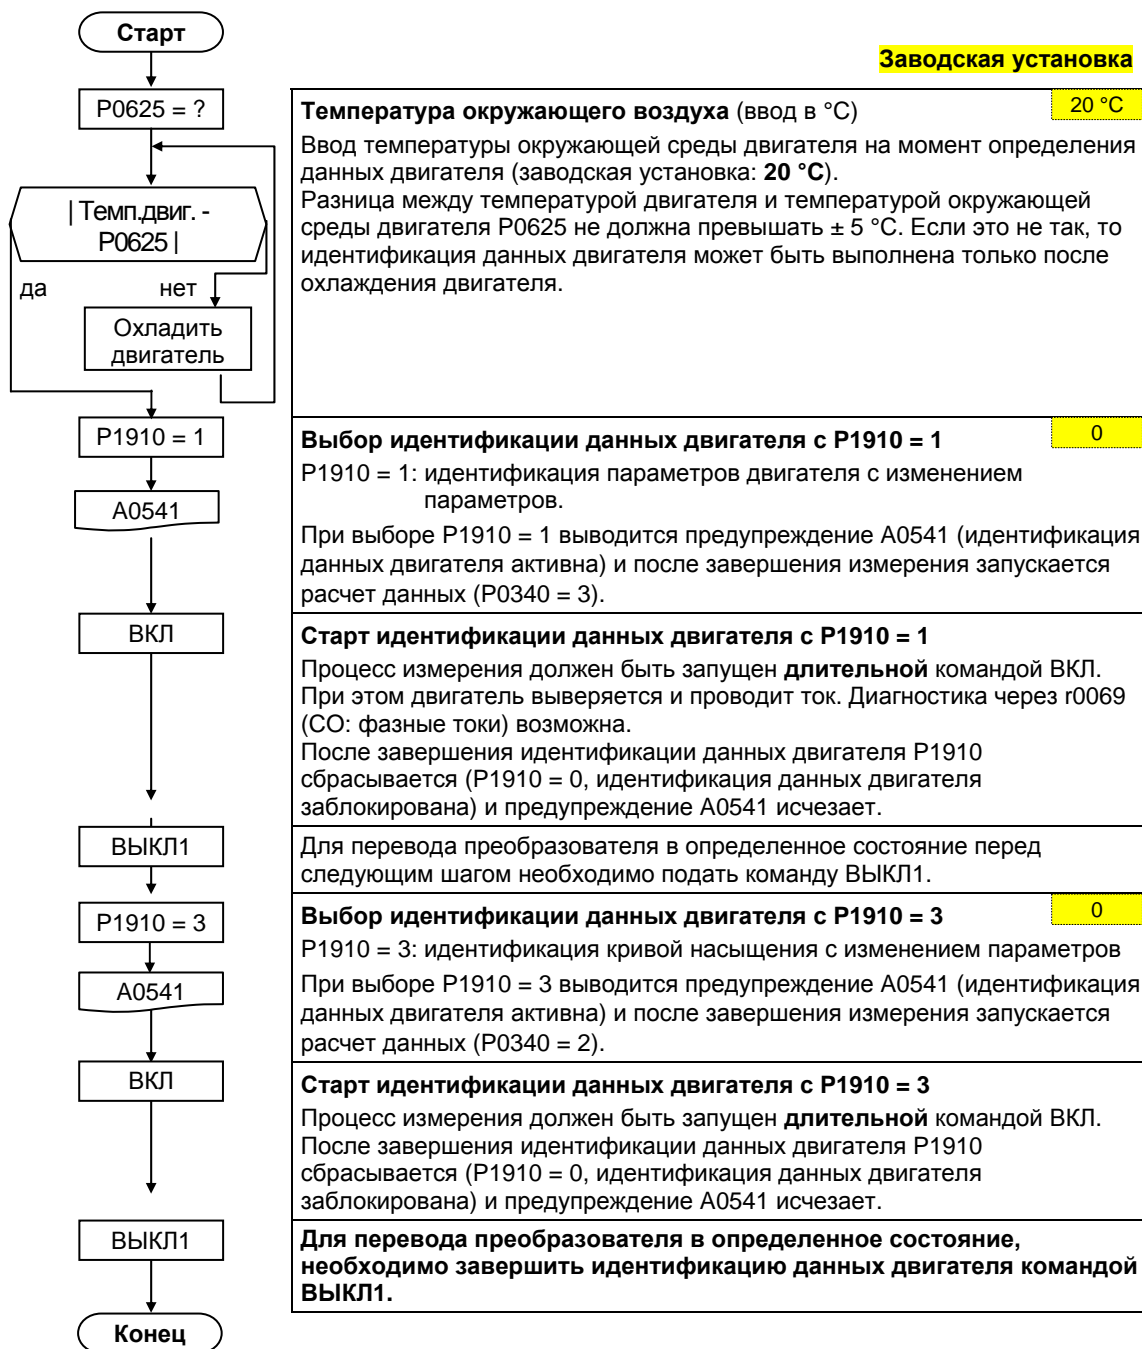 Старт
Заводская установка
P0625 = ?
Температура окружающего воздуха (ввод в °C)
20 °C
Ввод температуры окружающей среды двигателя на момент определения
данных двигателя (заводская установка: 20 °C).
Разница между температурой двигателя и температурой окружающей
среды двигателя P0625 не должна превышать ± 5 °C. Если это не так, то
идентификация данных двигателя может быть выполнена только после
охлаждения двигателя.
| Темп.двиг. -
P0625 |
да
нет
Охладить
двигатель
P1910 = 1
Выбор идентификации данных двигателя с P1910 = 1
0
P1910 = 1: идентификация параметров двигателя с изменением
параметров.
A0541
При выборе P1910 = 1 выводится предупреждение A0541 (идентификация
данных двигателя активна) и после завершения измерения запускается
расчет данных (P0340 = 3).
ВКЛ
Старт идентификации данных двигателя с P1910 = 1
Процесс измерения должен быть запущен длительной командой ВКЛ.
При этом двигатель выверяется и проводит ток. Диагностика через r0069
(CO: фазные токи) возможна.
После завершения идентификации данных двигателя P1910
сбрасывается (P1910 = 0, идентификация данных двигателя
заблокирована) и предупреждение A0541 исчезает.
ВЫКЛ1
Для перевода преобразователя в определенное состояние перед
следующим шагом необходимо подать команду ВЫКЛ1.
P1910 = 3
Выбор идентификации данных двигателя с P1910 = 3
0
P1910 = 3: идентификация кривой насыщения с изменением параметров
A0541
При выборе P1910 = 3 выводится предупреждение A0541 (идентификация
данных двигателя активна) и после завершения измерения запускается
расчет данных (P0340 = 2).
ВКЛ
Старт идентификации данных двигателя с P1910 = 3
Процесс измерения должен быть запущен длительной командой ВКЛ.
После завершения идентификации данных двигателя P1910
сбрасывается (P1910 = 0, идентификация данных двигателя
заблокирована) и предупреждение A0541 исчезает.
ВЫКЛ1
Для перевода преобразователя в определенное состояние,
необходимо завершить идентификацию данных двигателя командой
ВЫКЛ1.
Конец